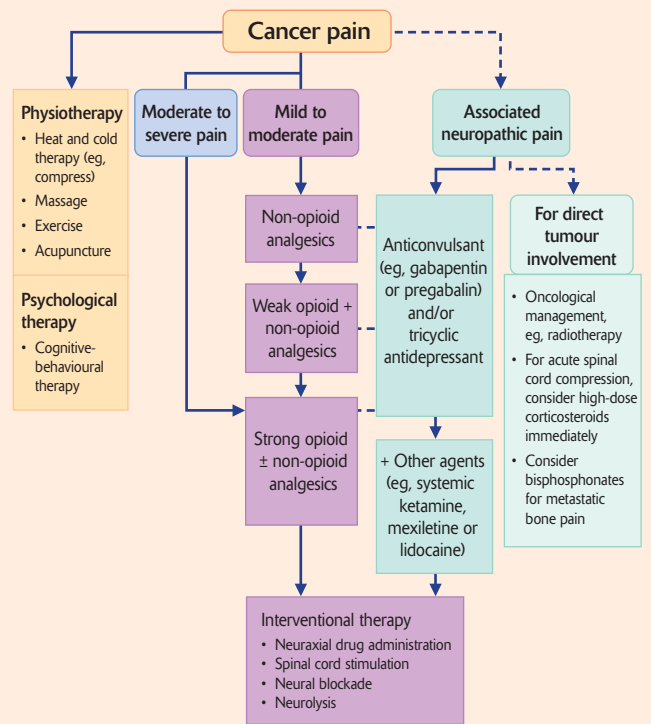 Cancer pain
Physiotherapy
• Heat and cold
therapy (eg,
compress)
• Massage
• Exercise
• Acupuncture
Psychological
therapy
• Cognitive-
behavioural
therapy
Moderate to
severe pain
Mild to
moderate pain
Non-opioid
analgesics
Weak opioid +
non-opioid
analgesics
Strong opioid
± non-opioid
analgesics
Associated
neuropathic pain
Anticonvulsant
(eg, gabapentin
or pregabalin)
and/or
tricyclic
antidepressant
+ Other agents
(eg, systemic
ketamine,
mexiletine or
lidocaine)
For direct
tumour
involvement
• Oncological
management,
eg, radiotherapy
• For acute spinal
cord compression,
consider high-dose
corticosteroids
immediately
• Consider
bisphosphonates
for metastatic
bone pain
Interventional therapy
• Neuraxial drug administration
• Spinal cord stimulation
• Neural blockade
• Neurolysis